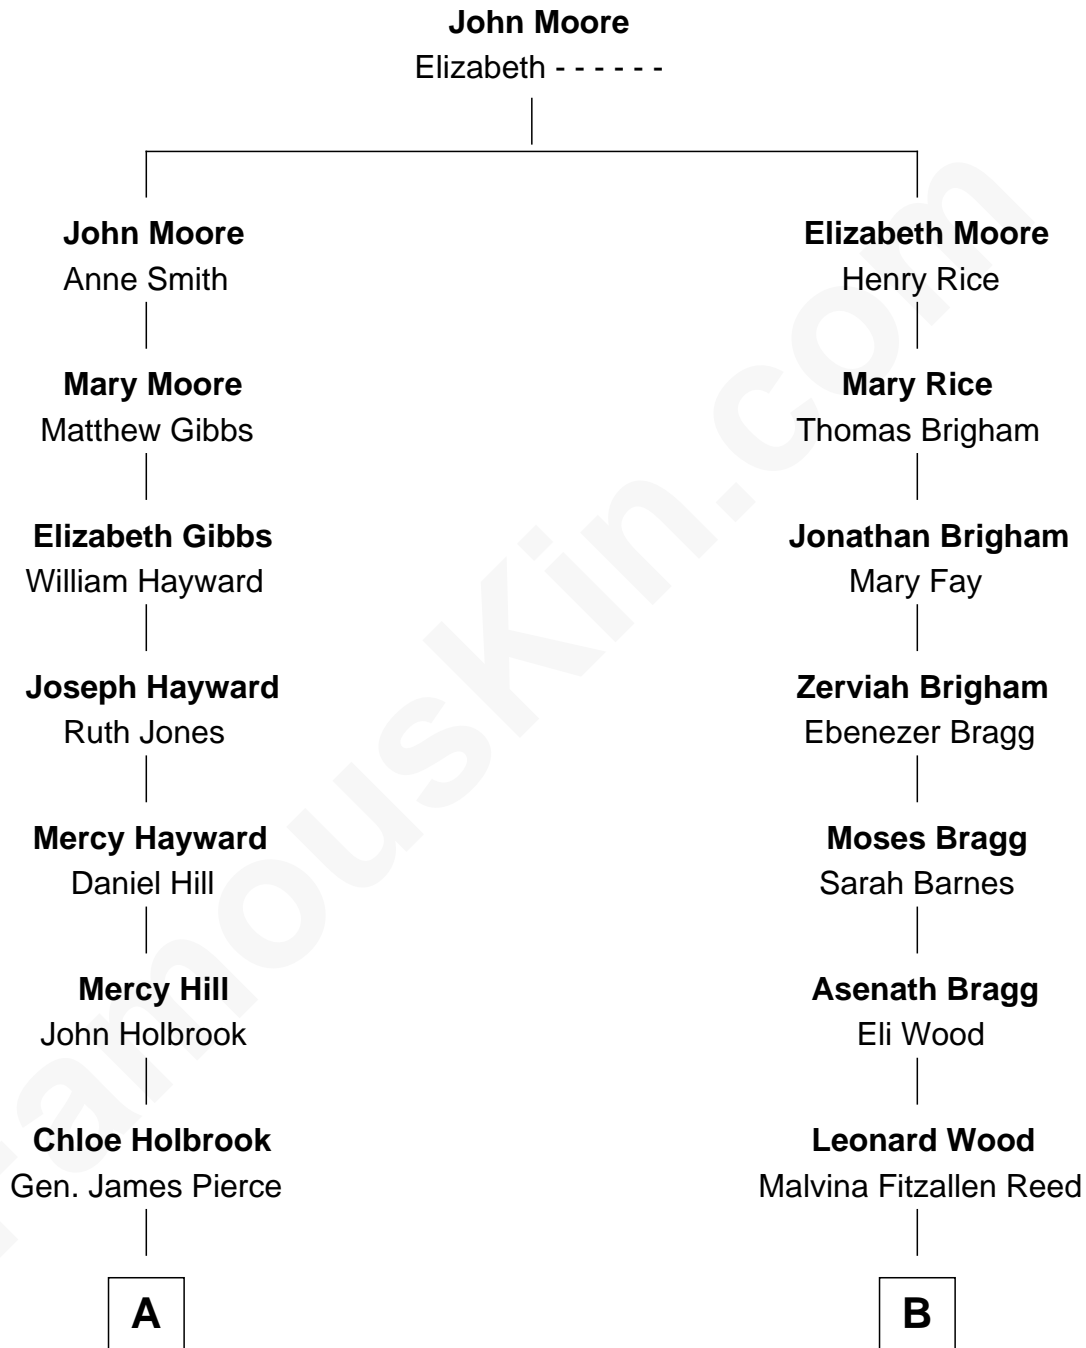 John Moore
Elizabeth - - - - - -
John Moore
Anne Smith
Elizabeth Moore
Henry Rice
Mary Moore
Matthew Gibbs
Mary Rice
Thomas Brigham
Elizabeth Gibbs
William Hayward
Jonathan Brigham
Mary Fay
Joseph Hayward
Ruth Jones
Zerviah Brigham
Ebenezer Bragg
Mercy Hayward
Daniel Hill
Moses Bragg
Sarah Barnes
Mercy Hill
John Holbrook
Asenath Bragg
Eli Wood
Chloe Holbrook
Gen. James Pierce
Leonard Wood
Malvina Fitzallen Reed
A
B
FamousKin.com